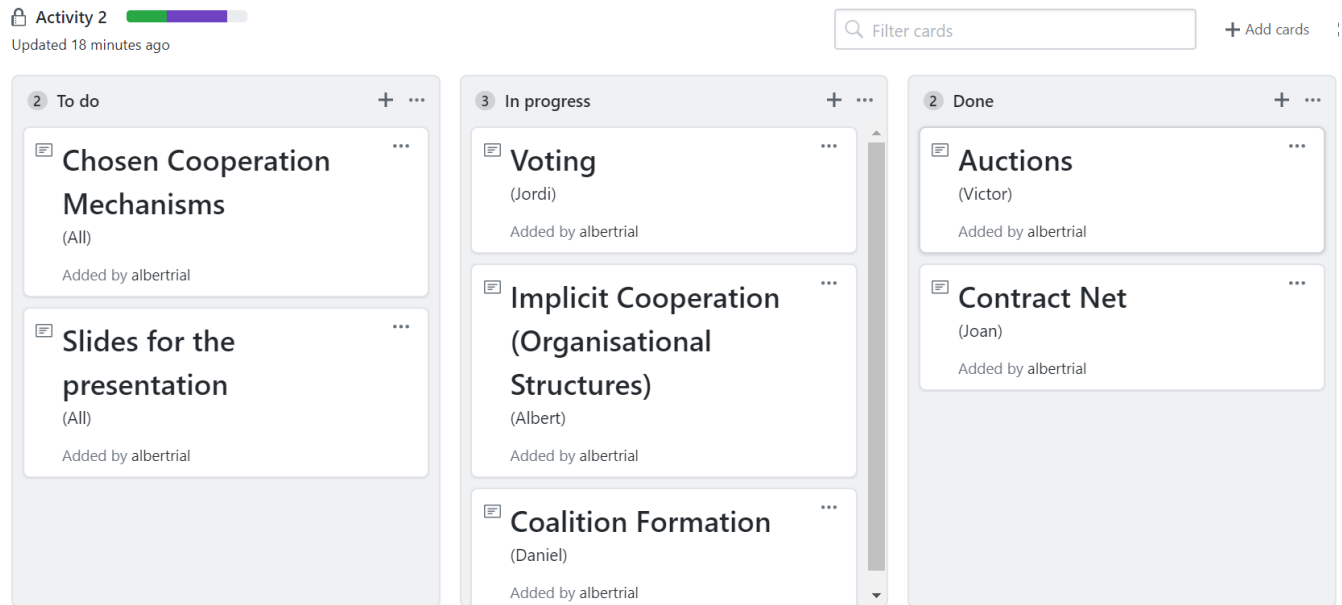 Activity 2
Updated 18 minutes ago
Filter cards
Add cards
2 To do
Chosen Cooperation
Mechanisms
(All)
Added by albertrial
Slides for the
presentation
(All)
Added by albertrial
3 In progress
Voting
(Jordi)
Added by albertrial
Implicit Cooperation
(Organisational
Structures)
(Albert)
Added by albertrial
Coalition Formation
(Daniel)
Added by albertrial
2 Done
Auctions
(Victor)
Added by albertrial
Contract Net
(Joan)
Added by albertrial